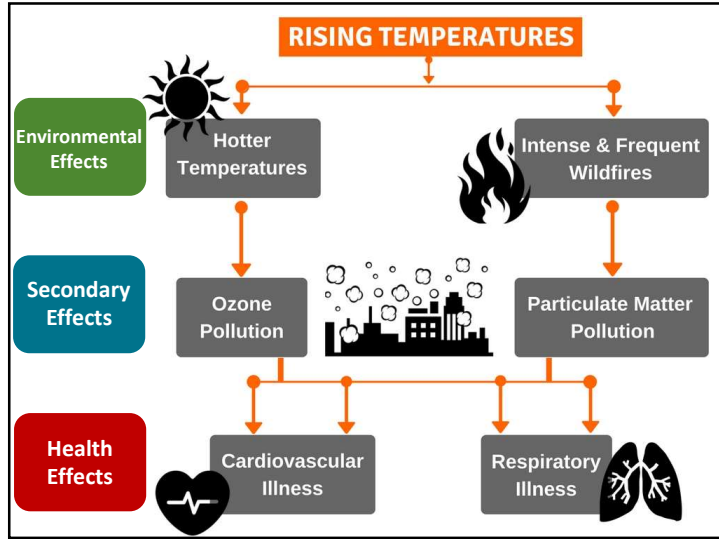 RISING TEMPERATURES
Environmental
Effects
Hotter
Temperatures
Intense & Frequent
Wildfires
Secondary
Effects
Ozone
Pollution
Particulate Matter
Pollution
Health
Effects
Cardiovascular
Illness
Respiratory
Illness